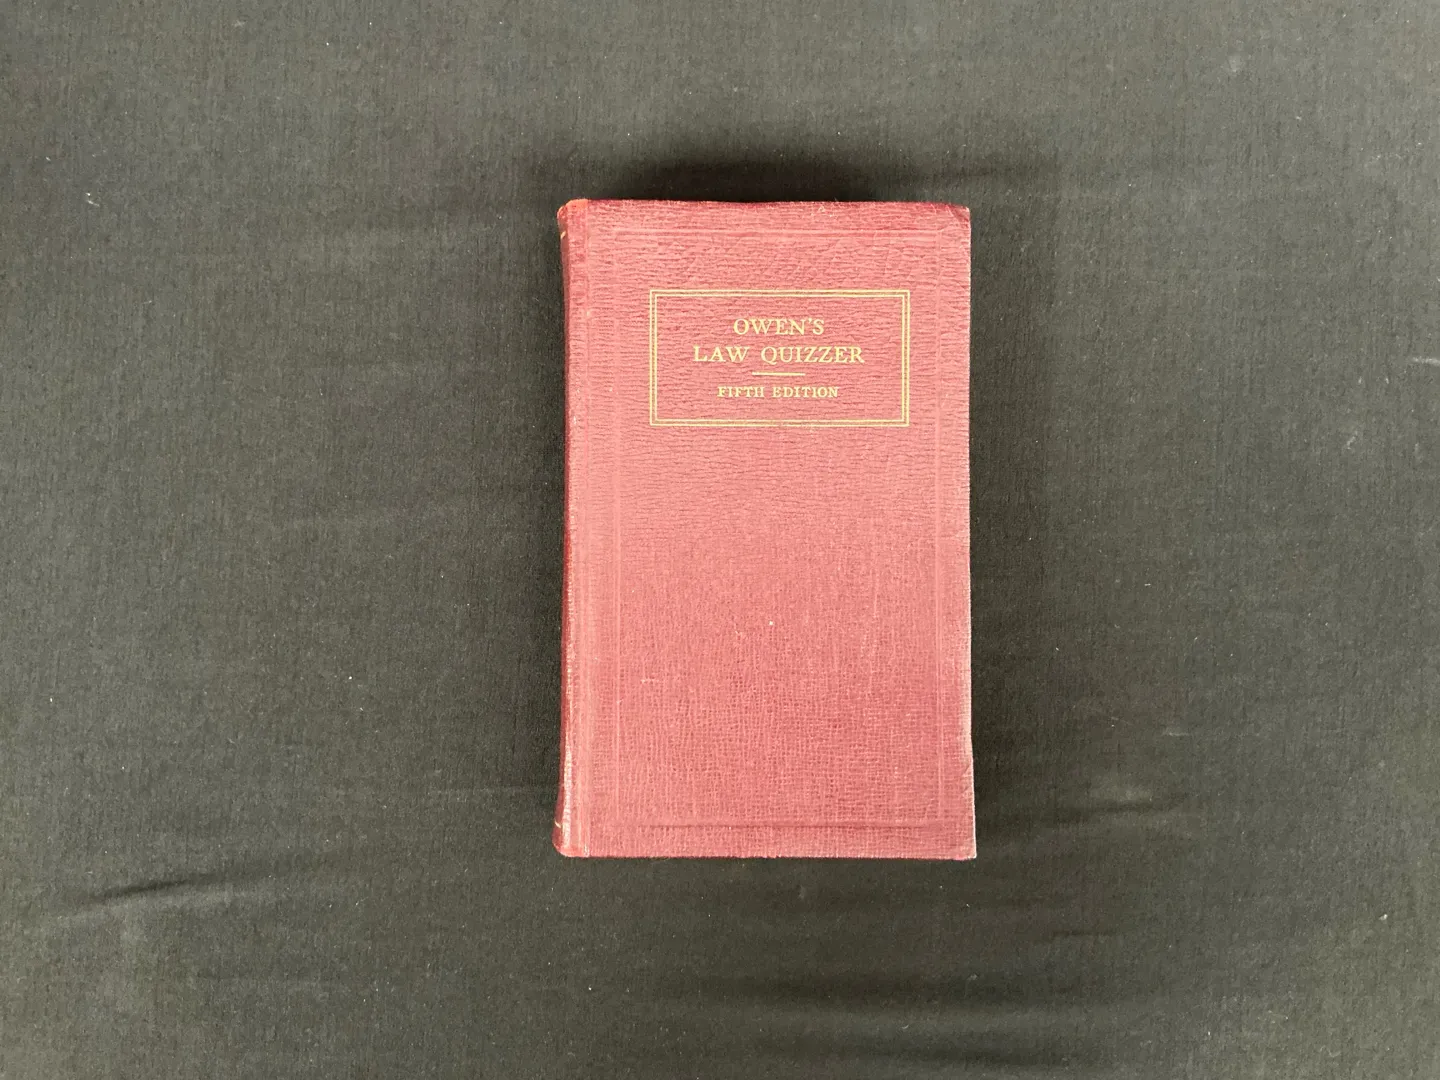 OWEN'S
LAW QUIZZER
FIFTH EDITION